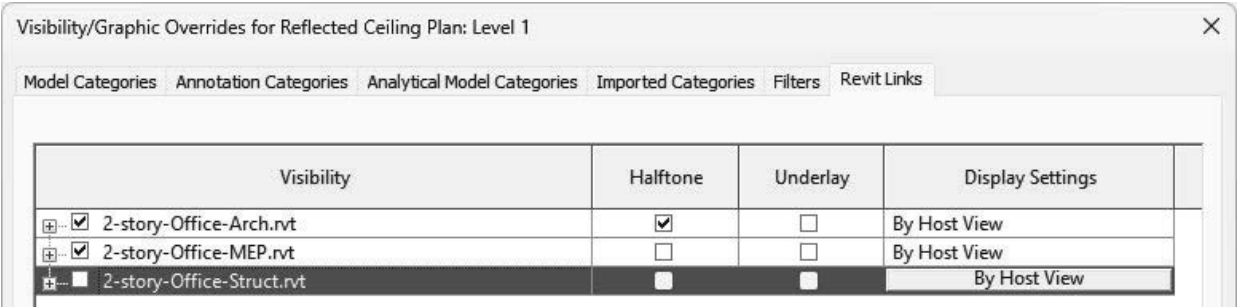 Visibility/Graphic Overrides for Reflected Ceiling Plan: Level 1
Model Categories Annotation Categories Analytical Model Categories Imported Categories Filters Revit Links
Visibility Halftone Underlay Display Settings
2-story-Office-Arch.rvt By Host View
2-story-Office-MEP.rvt By Host View
2-story-Office-Struct.rvt By Host View